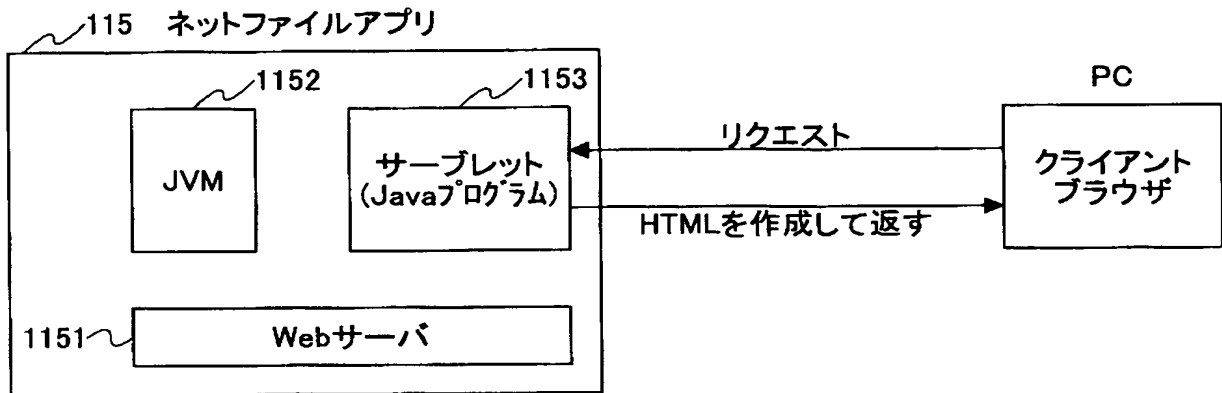 115 ネットファイルアプリ
1152
1153
PC
JVM
サーブレット
(Javaプログラム)
リクエスト
HTMLを作成して返す
クライアント
ブラウザ
1151
Webサーバ